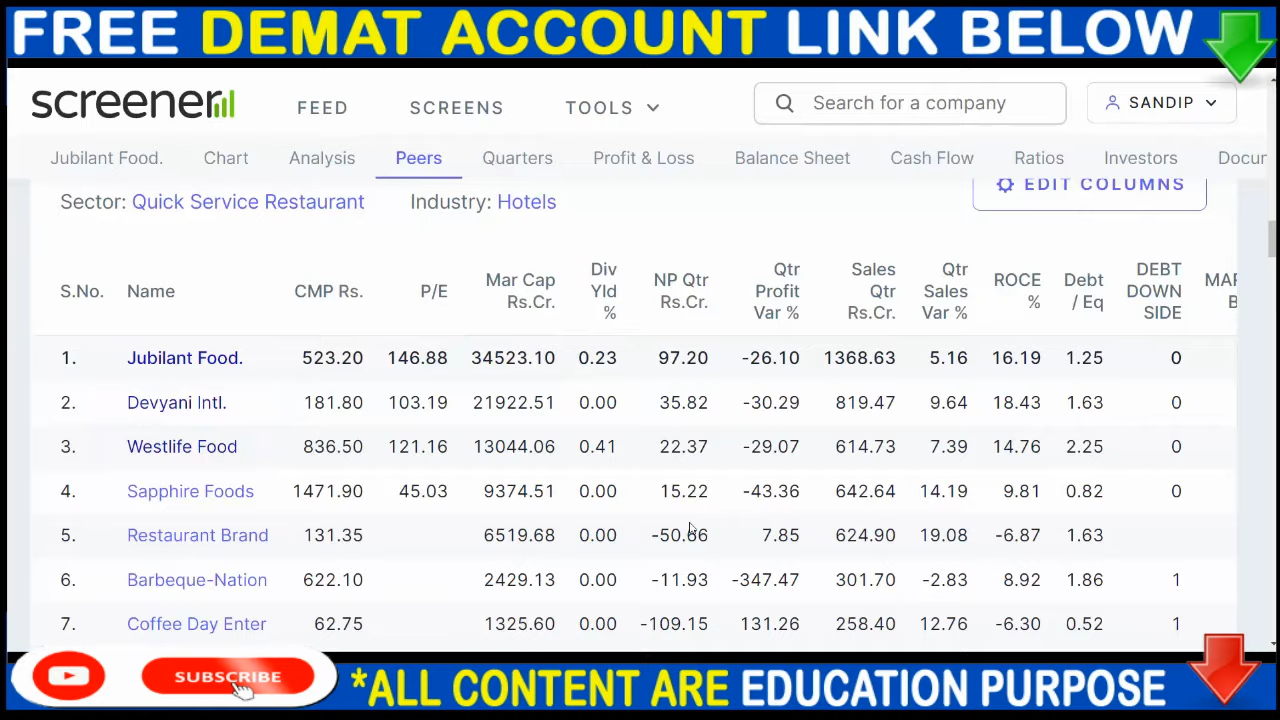 FREE DEMAT ACCOUNT LINK BELOW
screener
FEED SCREENS TOOLS Search for a company SANDIP
Jubilant Food. Chart Analysis Peers Quarters Profit & Loss Balance Sheet Cash Flow Ratios Investors Docur
Sector: Quick Service Restaurant Industry: Hotels EDIT COLUMNS
S.No. Name CMP Rs. P/E Mar Cap Rs.Cr. Div Yld % NP Qtr Rs.Cr. Qtr Profit Var % Sales Qtr Rs.Cr. Qtr Sales Var % ROCE % Debt / Eq DEBT DOWN SIDE
1. Jubilant Food. 523.20 146.88 34523.10 0.23 97.20 -26.10 1368.63 5.16 16.19 1.25 0
2. Devyani Intl. 181.80 103.19 21922.51 0.00 35.82 -30.29 819.47 9.64 18.43 1.63 0
3. Westlife Food 836.50 121.16 13044.06 0.41 22.37 -29.07 614.73 7.39 14.76 2.25 0
4. Sapphire Foods 1471.90 45.03 9374.51 0.00 15.22 -43.36 642.64 14.19 9.81 0.82 0
5. Restaurant Brand 131.35 6519.68 0.00 -50.66 7.85 624.90 19.08 -6.87 1.63
6. Barbeque-Nation 622.10 2429.13 0.00 -11.93 -347.47 301.70 -2.83 8.92 1.86 1
7. Coffee Day Enter 62.75 1325.60 0.00 -109.15 131.26 258.40 12.76 -6.30 0.52 1
SUBSCRIBE
*ALL CONTENT ARE EDUCATION PURPOSE